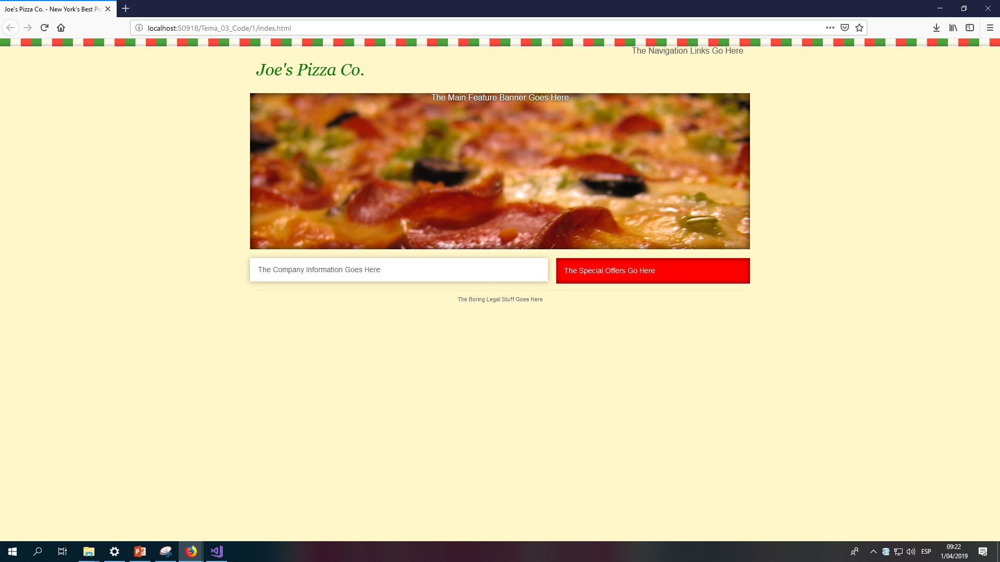 Joe's Pizza Co. - New York's Best Piz
localhost:50918/Tema_03_Code/1/index.html
The Navigation Links Go Here
Joe's Pizza Co.
The Main Feature Banner Goes Here
The Company Information Goes Here
The Special Offers Go Here
The Boring Legal Stuff Goes Here
ESP
09:22
1/04/2019